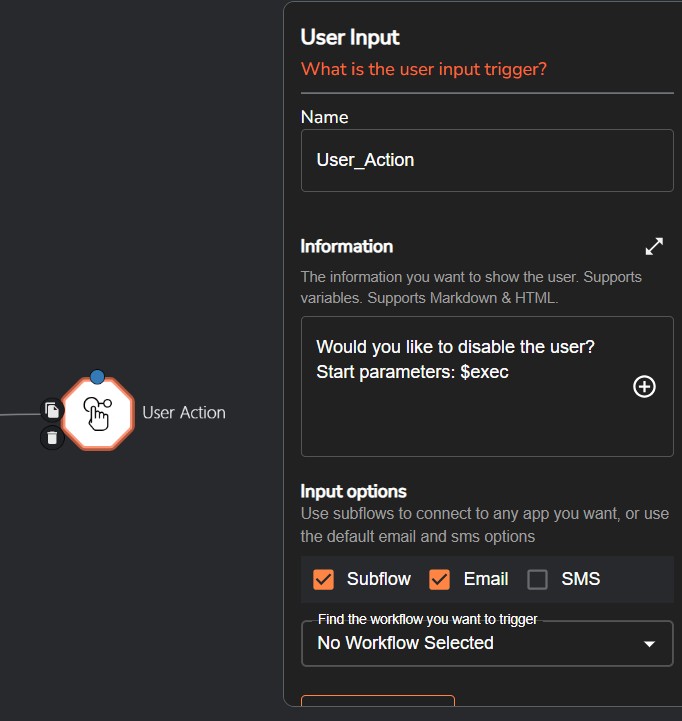 User Input
What is the user input trigger?
Name
User_Action
Information
The information you want to show the user. Supports
variables. Supports Markdown & HTML.
Would you like to disable the user?
Start parameters: $exec
User Action
Input options
Use subflows to connect to any app you want, or use
the default email and sms options
Subflow Email SMS
Find the workflow you want to trigger
No Workflow Selected